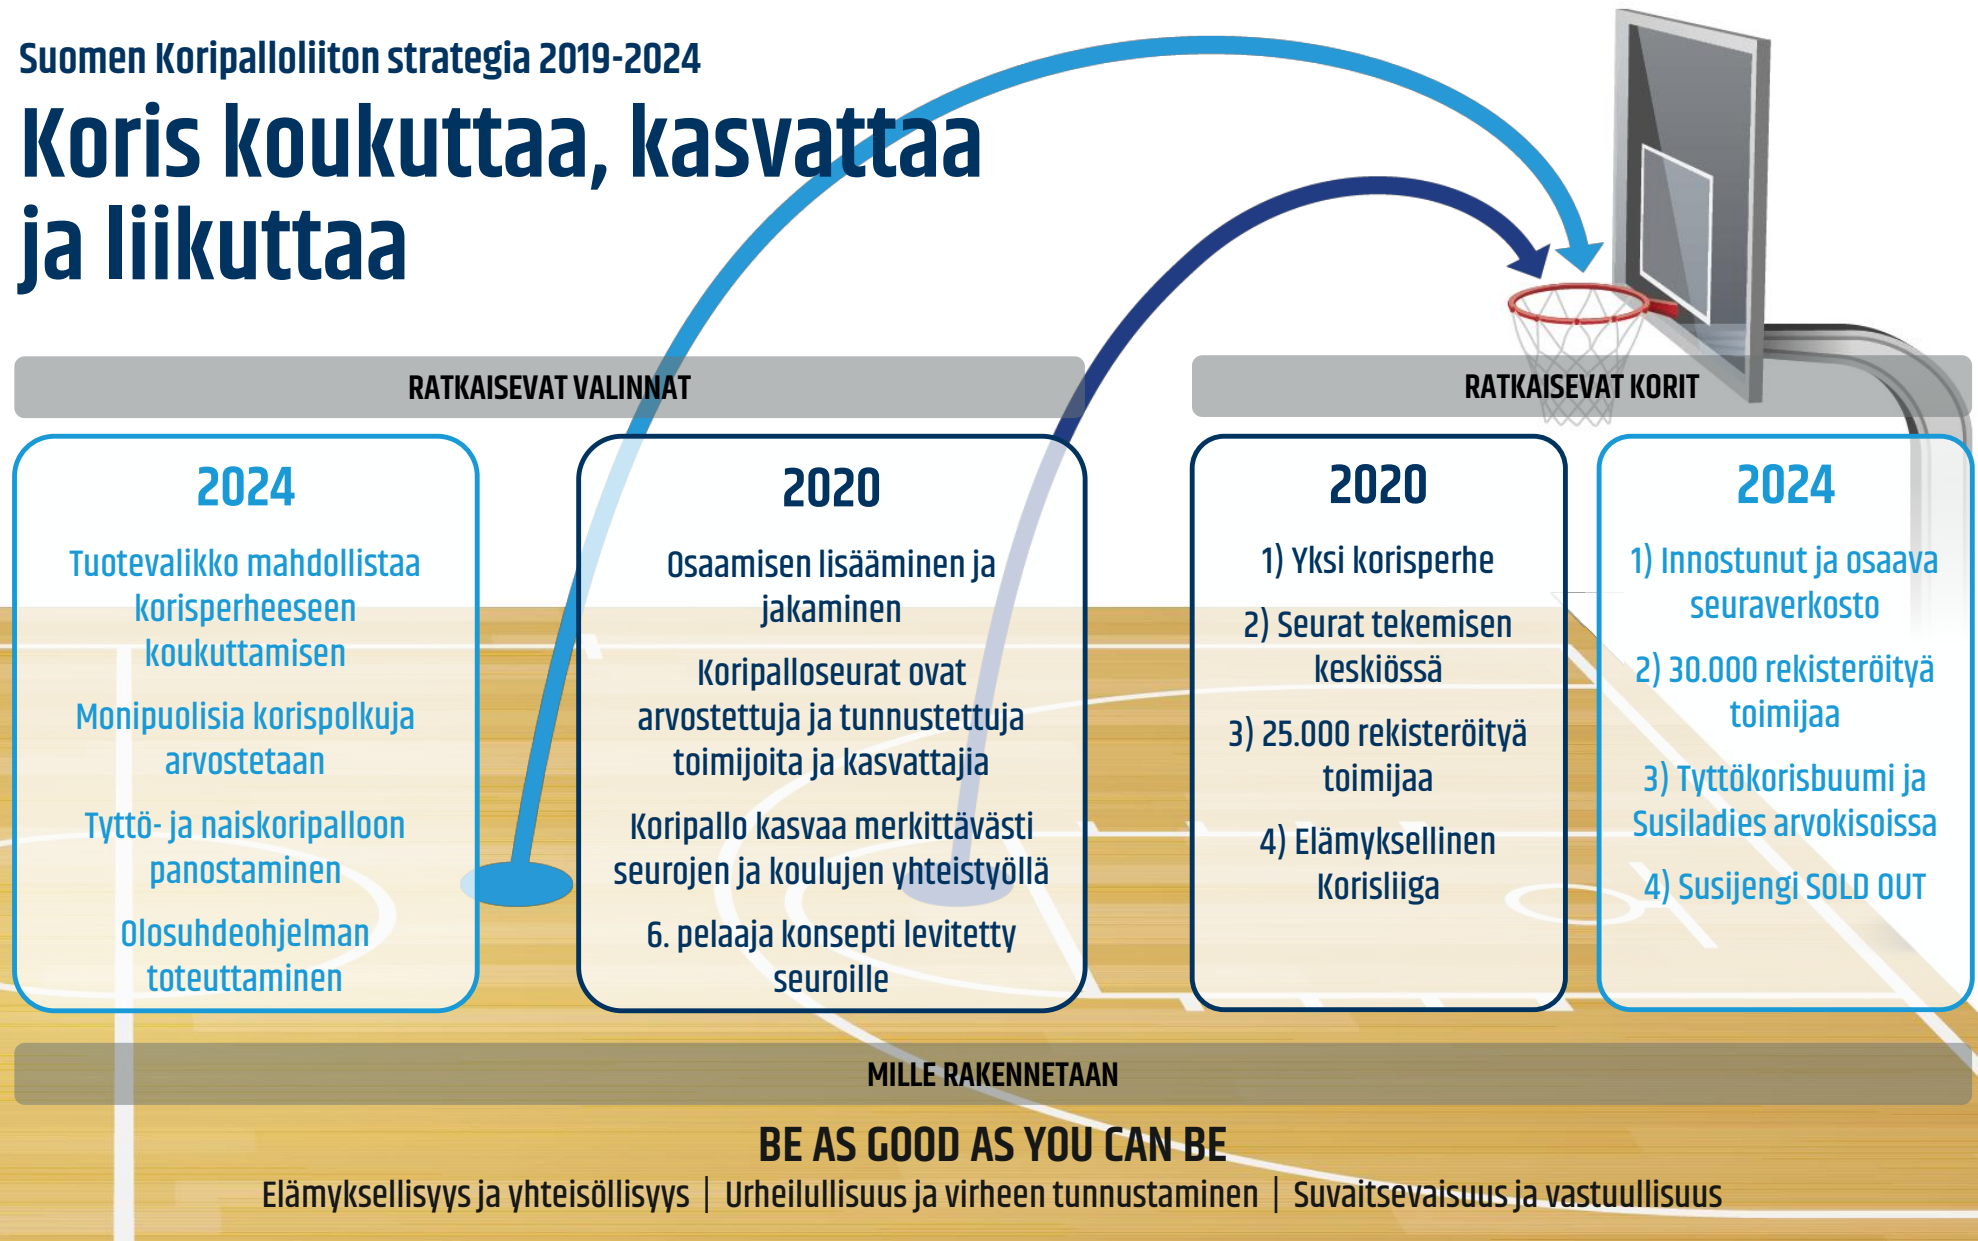 Suomen Koripalloliiton strategia 2019-2024
Koris koukuttaa, kasvattaa
ja liikuttaa
RATKAISEVAT VALINNAT
2024
Tuotevalikko mahdollistaa
korisperheeseen
koukuttamisen
Monipuolisia korispolkuja
arvostetaan
Tyttö- ja naiskoripalloon
panostaminen
Olosuhdeohjelman
toteuttaminen
2020
Osaamisen lisääminen ja
jakaminen
Koripalloseurat ovat
arvostettuja ja tunnustettuja
toimijoita ja kasvattajia
Koripallo kasvaa merkittävästi
seurojen ja koulujen yhteistyöllä
6. pelaaja konsepti levitetty
seuroille
RATKAISEVAT KORIT
2020
1) Yksi korisperhe
2) Seurat tekemisen
keskiössä
3) 25.000 rekisteröityä
toimijaa
4) Elämyksellinen
Korisliiga
2024
1) Innostunut ja osaava
seuraverkosto
2) 30.000 rekisteröityä
toimijaa
3) Tyttökorisbuumi ja
Susiladies arvokisoissa
4) Susijengi SOLD OUT
MILLE RAKENNETAAN
BE AS GOOD AS YOU CAN BE
Elämyksellisyys ja yhteisöllisyys | Urheilullisuus ja virheen tunnustaminen | Suvaitsevaisuus ja vastuullisuus